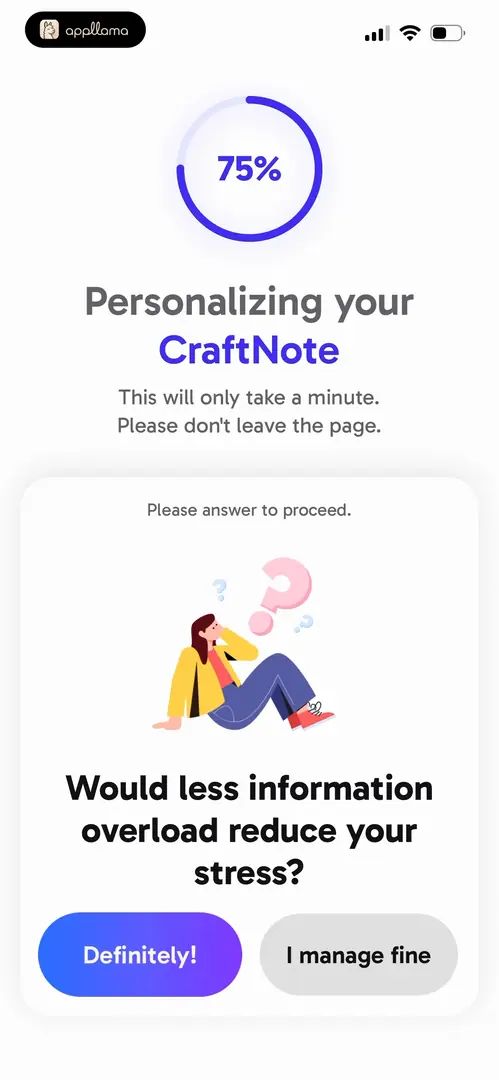 appllama
75%
Personalizing your
CraftNote
This will only take a minute.
Please don't leave the page.
Please answer to proceed.
Would less information
overload reduce your
stress?
Definitely!
I manage fine